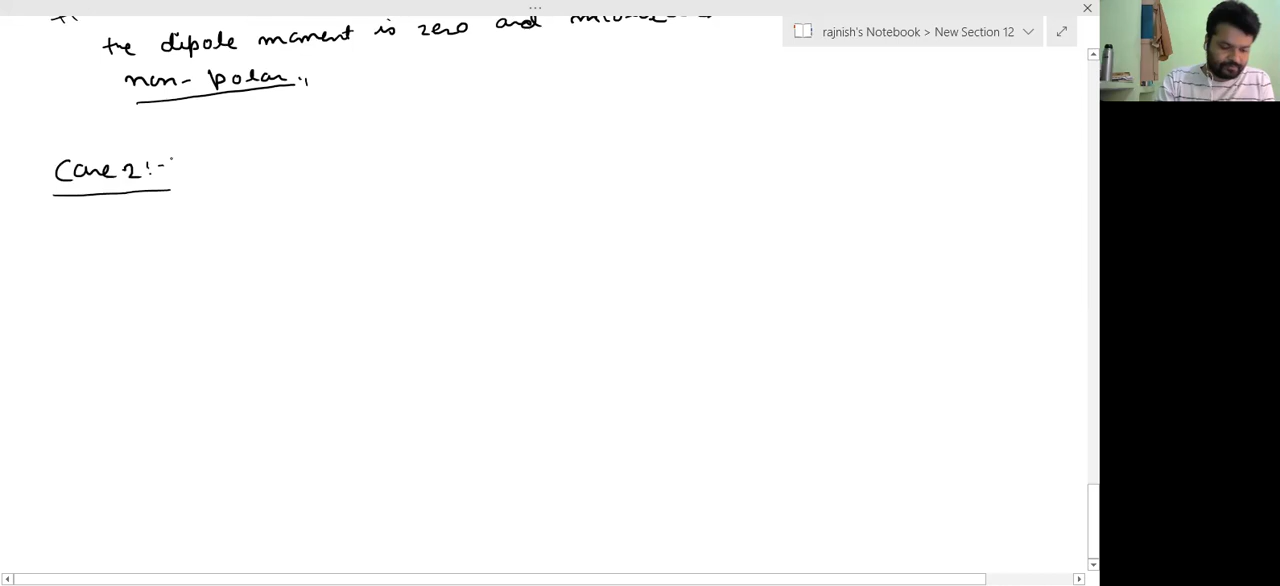 rajnish's Notebook > New Section 12
the dipole moment is zero and
non-polar.
Case 2:-